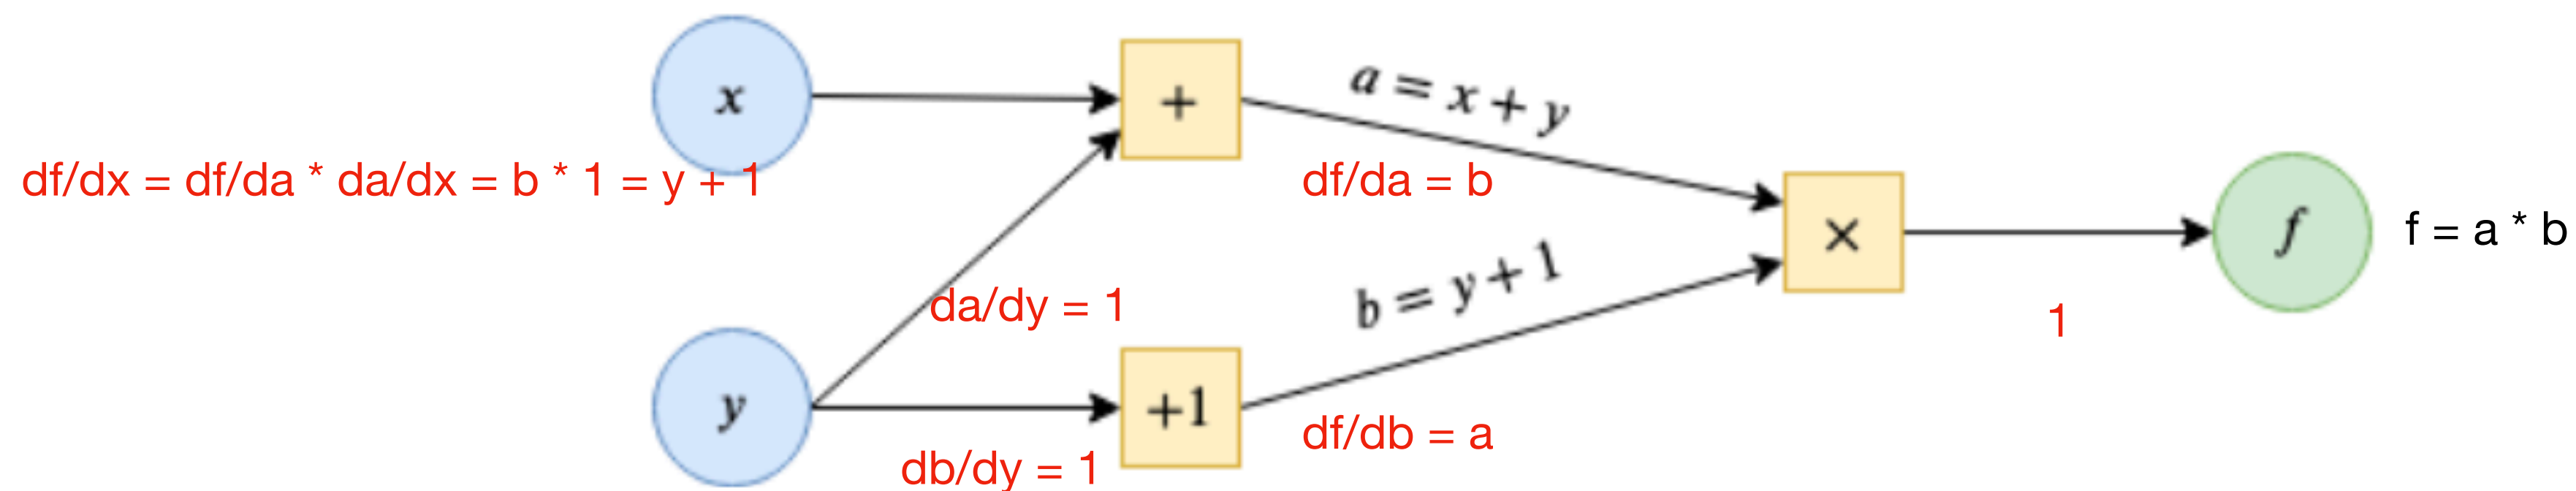 x
+
a = x + y
df/dx = df/da * da/dx = b * 1 = y + 1
df/da = b
×
f
f = a * b
da/dy = 1
b = y + 1
1
y
+1
df/db = a
db/dy = 1